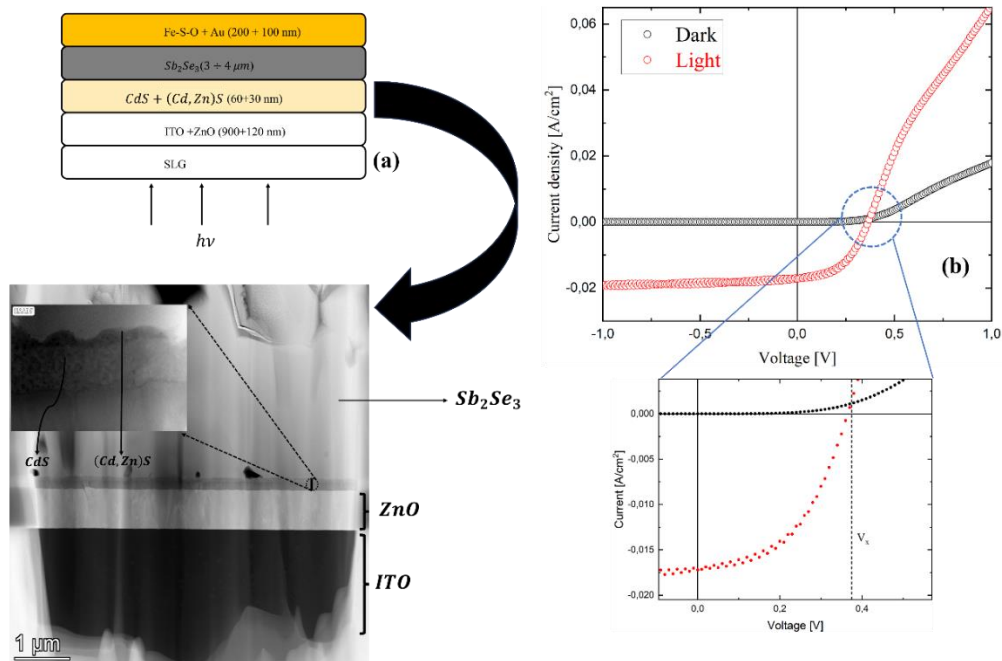 Fe-S-O + Au (200 + 100 nm)
Sb₂Se₃(3 ÷ 4 μm)
CdS + (Cd, Zn)S (60+30 nm)
ITO +ZnO (900+120 nm)
SLG
(a)
hν
Sb₂Se₃
CdS
(Cd, Zn)S
ZnO
ITO
1 μm
Dark
Light
(b)
Current density [A/cm²]
0,06
0,04
0,02
0,00
-0,02
-1,0
-0,5
0,0
0,5
1,0
Voltage [V]
Current [A/cm²]
0,000
-0,005
-0,010
-0,015
-0,020
Vₓ
0,0
0,2
0,4
Voltage [V]